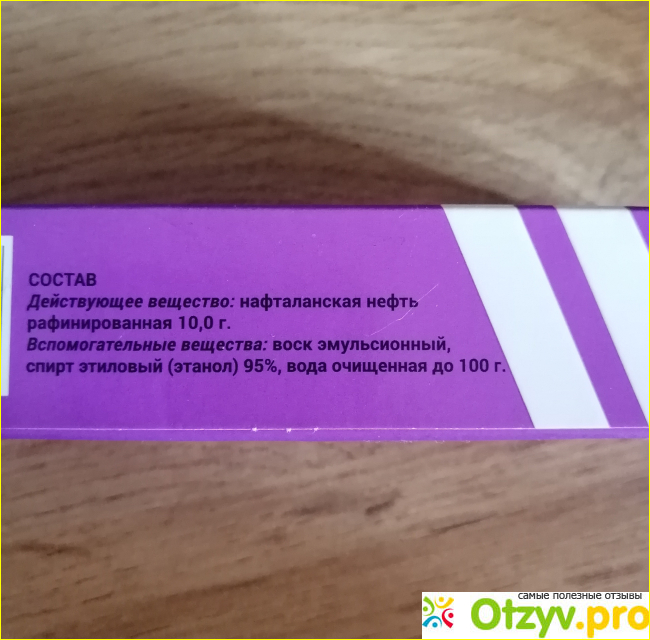 СОСТАВ
Действующее вещество: нафталанская нефть
рафинированная 10,0 г.
Вспомогательные вещества: воск эмульсионный,
спирт этиловый (этанол) 95%, вода очищенная до 100 г.
самые полезные отзывы
Otzyv.pro